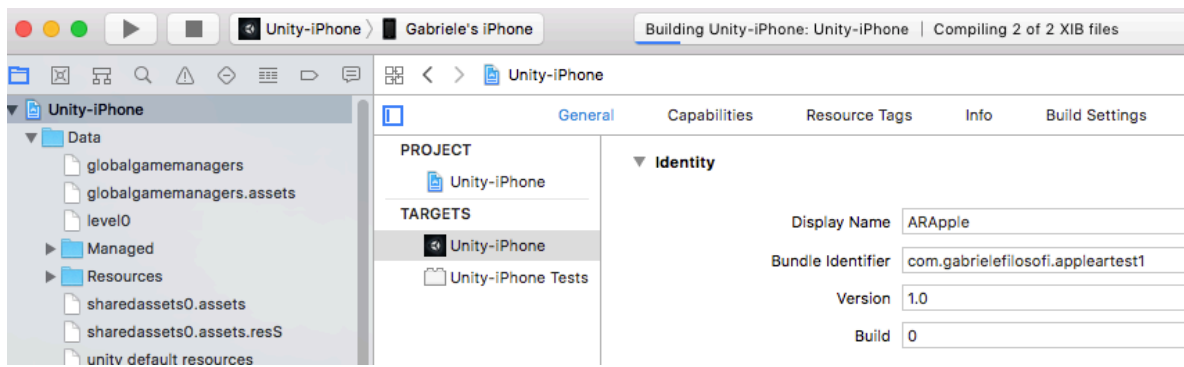 Unity-iPhone
Gabriele's iPhone
Building Unity-iPhone: Unity-iPhone | Compiling 2 of 2 XIB files
Unity-iPhone
Unity-iPhone
Data
globalgamemanagers
globalgamemanagers.assets
level0
Managed
Resources
sharedassets0.assets
sharedassets0.assets.resS
unity default resources
General Capabilities Resource Tags Info Build Settings
PROJECT
Unity-iPhone
TARGETS
Unity-iPhone
Unity-iPhone Tests
Identity
Display Name ARApple
Bundle Identifier com.gabrielefilosofi.appleartest1
Version 1.0
Build 0